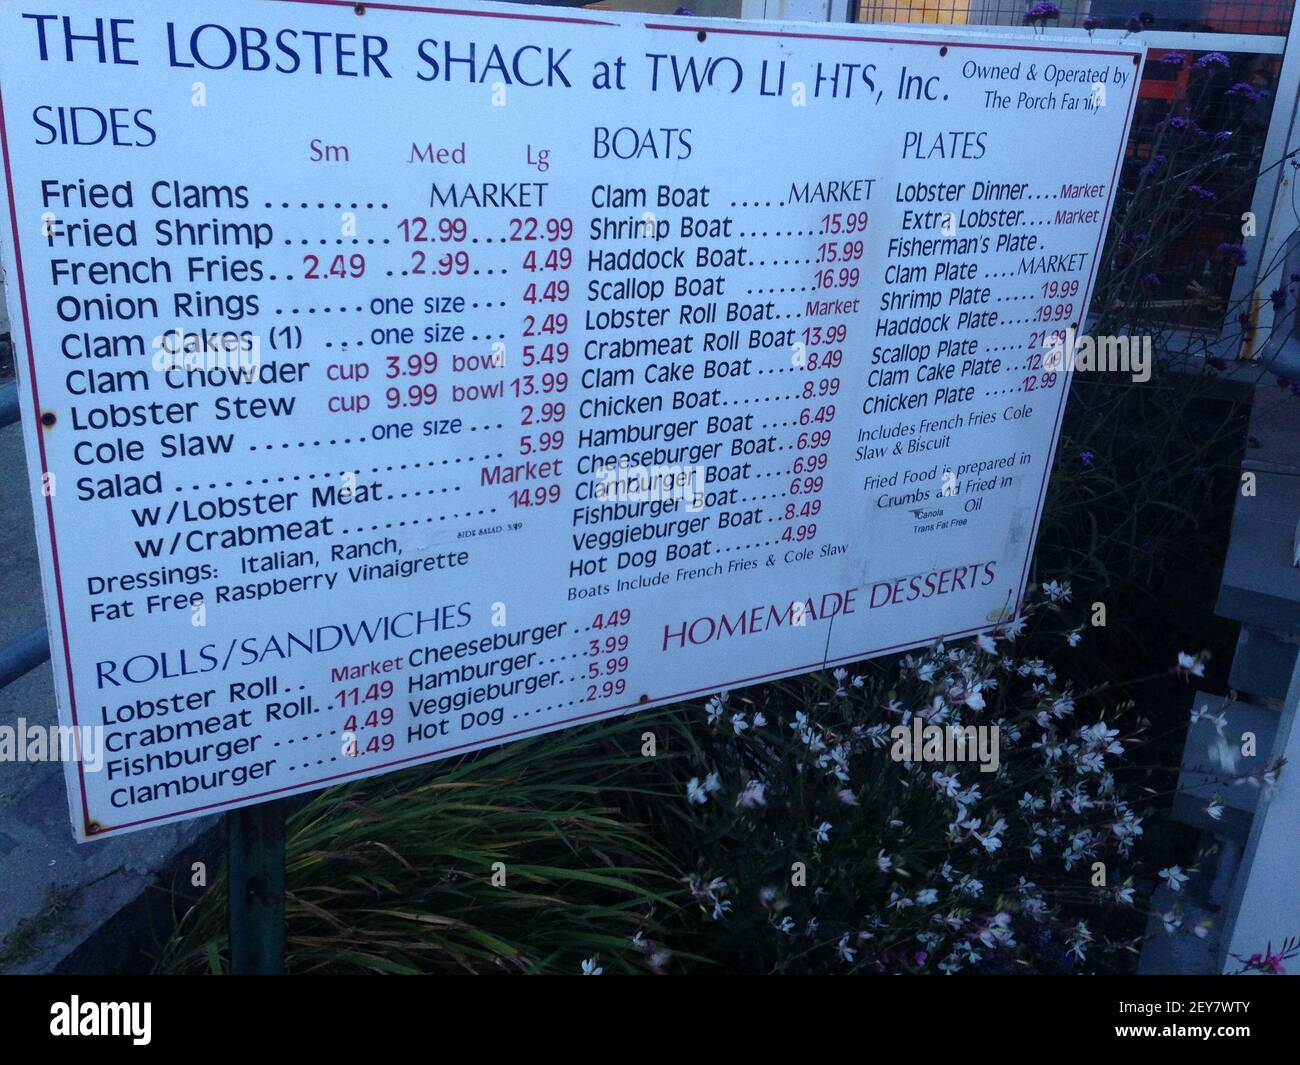 THE LOBSTER SHACK at TWO LIGHTS, Inc.
Owned & Operated by
The Porch Family
SIDES
Sm Med Lg
Fried Clams ........ MARKET
Fried Shrimp ....... 12.99 ... 22.99
French Fries .. 2.49 .. 2.99 ... 4.49
Onion Rings ...... one size ... 4.49
Clam Cakes (1) ... one size ... 2.49
Clam Chowder cup 3.99 bowl 5.49
Lobster Stew cup 9.99 bowl 13.99
Cole Slaw ........ one size ... 2.99
Salad ...................... 5.99
w/Lobster Meat...... Market
w/Crabmeat ............ 14.99
SIDE SALAD 3.99
Dressings: Italian, Ranch,
Fat Free Raspberry Vinaigrette
BOATS
Clam Boat ..... MARKET
Shrimp Boat ........ 15.99
Haddock Boat....... 15.99
Scallop Boat ....... 16.99
Lobster Roll Boat... Market
Crabmeat Roll Boat 13.99
Clam Cake Boat ..... 8.49
Chicken Boat........ 8.99
Hamburger Boat .... 6.49
Cheeseburger Boat.. 6.99
Clamburger Boat .... 6.99
Fishburger Boat..... 6.99
Veggieburger Boat .. 8.49
Hot Dog Boat ....... 4.99
Boats Include French Fries & Cole Slaw
PLATES
Lobster Dinner.... Market
Extra Lobster.... Market
Fisherman's Plate .
Clam Plate .... MARKET
Shrimp Plate ..... 19.99
Haddock Plate ..... 19.99
Scallop Plate ..... 21.99
Clam Cake Plate ... 12.49
Chicken Plate .... 12.99
Includes French Fries Cole
Slaw & Biscuit
Fried Food is prepared in
Crumbs and Fried in
Canola Oil
Trans Fat Free
ROLLS/SANDWICHES
Lobster Roll.. Market
Crabmeat Roll.. 11.49
Fishburger ..... 4.49
Clamburger .... 4.49
Cheeseburger .. 4.49
Hamburger..... 3.99
Veggieburger... 5.99
Hot Dog ....... 2.99
HOMEMADE DESSERTS
alamy
Image ID: 2EY7WTY
www.alamy.com